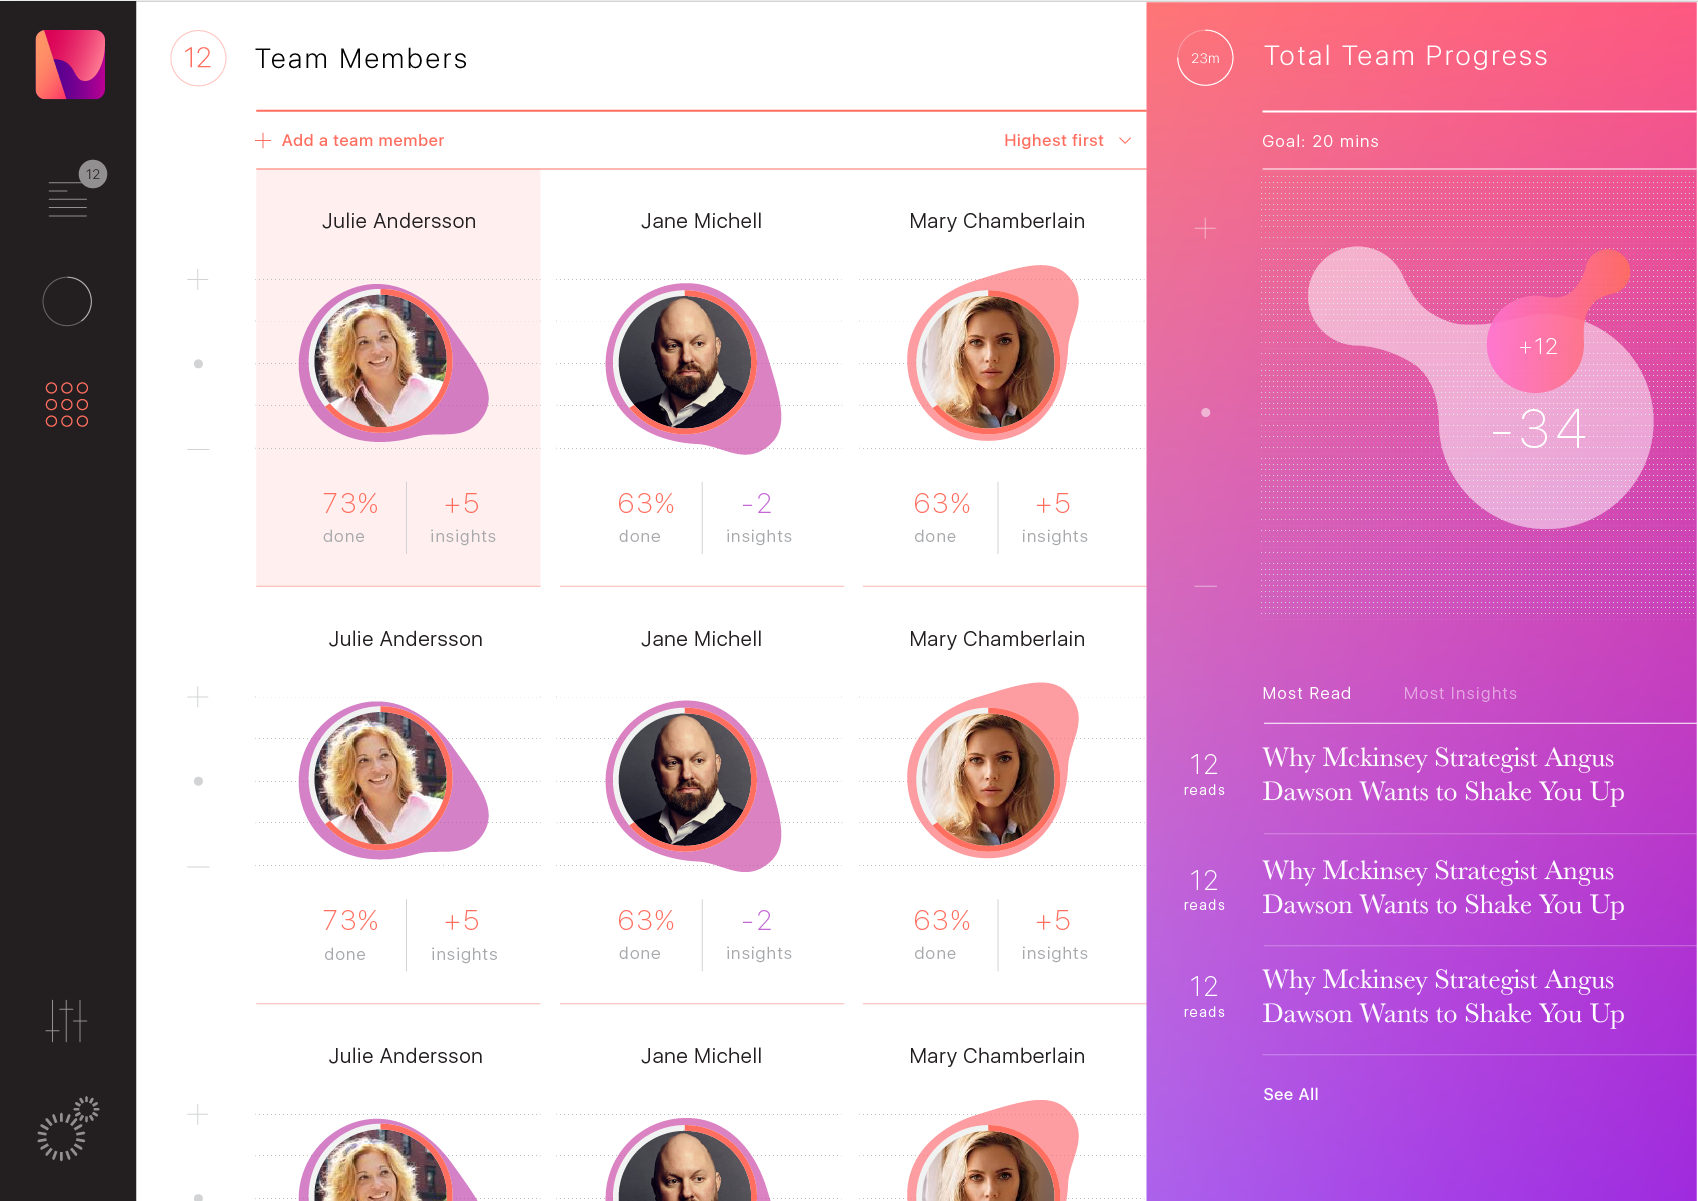 12
12
Team Members
Add a team member
Highest first
Julie Andersson
Jane Michell
Mary Chamberlain
73%
done
+5
insights
63%
done
-2
insights
63%
done
+5
insights
Julie Andersson
Jane Michell
Mary Chamberlain
73%
done
+5
insights
63%
done
-2
insights
63%
done
+5
insights
Julie Andersson
Jane Michell
Mary Chamberlain
23m
Total Team Progress
Goal: 20 mins
+12
-34
Most Read
Most Insights
12
reads
Why Mckinsey Strategist Angus
Dawson Wants to Shake You Up
12
reads
Why Mckinsey Strategist Angus
Dawson Wants to Shake You Up
12
reads
Why Mckinsey Strategist Angus
Dawson Wants to Shake You Up
See All